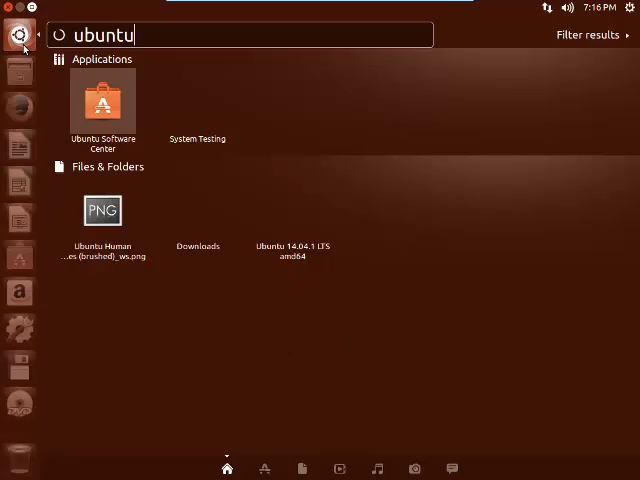 7:16 PM
ubuntu
Filter results
Applications
Ubuntu Software
Center
System Testing
Files & Folders
PNG
Ubuntu Human
...es (brushed)_ws.png
Downloads
Ubuntu 14.04.1 LTS
amd64